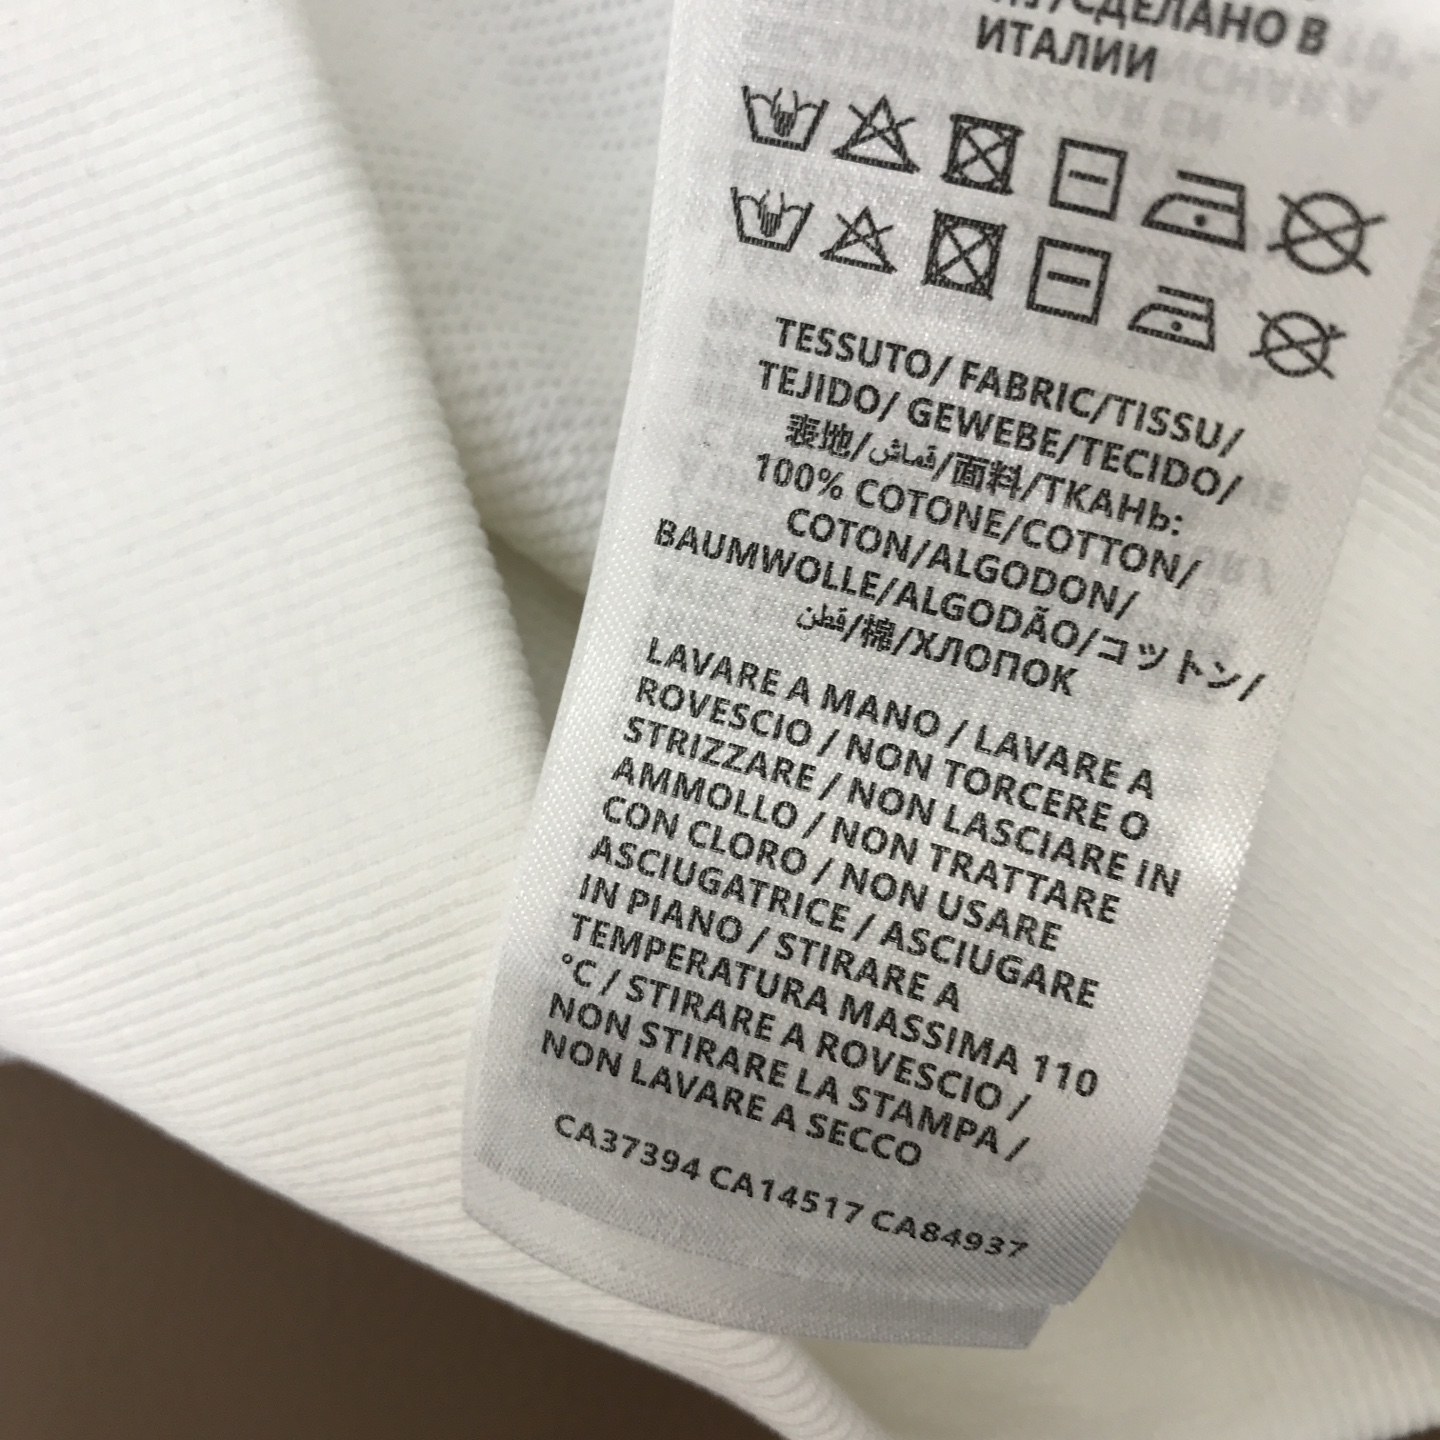 /СДЕЛАНО В
ИТАЛИИ
TESSUTO/ FABRIC/TISSU/
TEJIDO/ GEWEBE/TECIDO/
表地/قماش/面料/ТКАНЬ:
100% COTONE/COTTON/
COTON/ALGODON/
BAUMWOLLE/ALGODÃO/コットン/
قطن/棉/ХЛОПОК
LAVARE A MANO / LAVARE A
ROVESCIO / NON TORCERE O
STRIZZARE / NON LASCIARE IN
AMMOLLO / NON TRATTARE
CON CLORO / NON USARE
ASCIUGATRICE / ASCIUGARE
IN PIANO / STIRARE A
TEMPERATURA MASSIMA 110
°C / STIRARE A ROVESCIO /
NON STIRARE LA STAMPA /
NON LAVARE A SECCO
CA37394 CA14517 CA84937